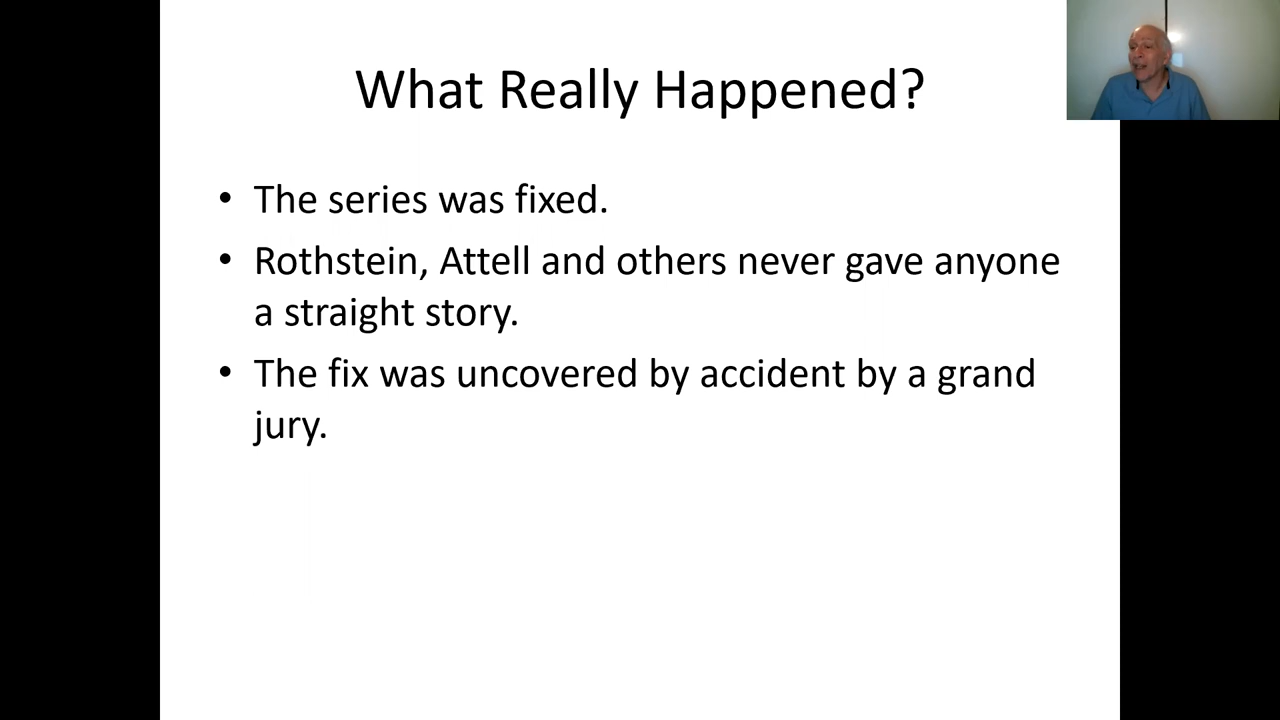 What Really Happened?
• The series was fixed.
• Rothstein, Attell and others never gave anyone
a straight story.
• The fix was uncovered by accident by a grand
jury.